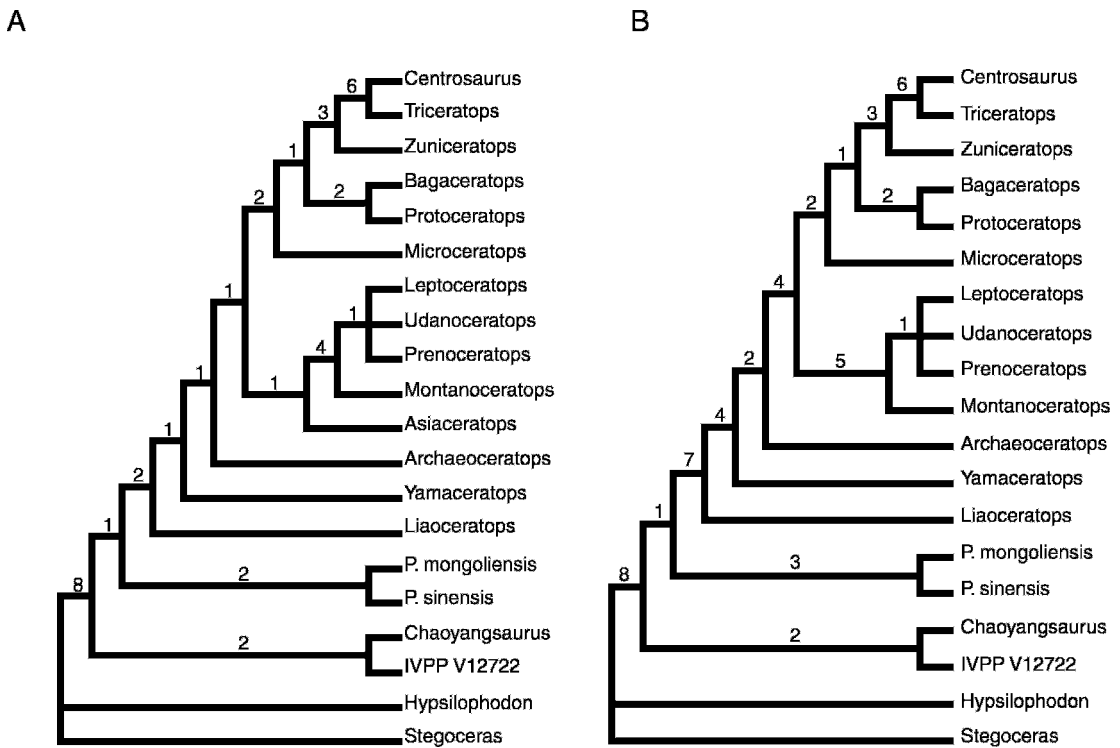 A
6
Centrosaurus
3
Triceratops
1
Zuniceratops
2
2
Bagaceratops
Protoceratops
Microceratops
1
Leptoceratops
1
Udanoceratops
4
Prenoceratops
1
1
Montanoceratops
Asiaceratops
1
Archaeoceratops
2
Yamaceratops
1
Liaoceratops
2
P. mongoliensis
8
P. sinensis
2
Chaoyangsaurus
IVPP V12722
Hypsilophodon
Stegoceras
B
6
Centrosaurus
3
Triceratops
1
Zuniceratops
2
2
Bagaceratops
Protoceratops
Microceratops
4
Leptoceratops
1
Udanoceratops
2
5
Prenoceratops
Montanoceratops
4
Archaeoceratops
7
Yamaceratops
1
Liaoceratops
3
P. mongoliensis
8
P. sinensis
2
Chaoyangsaurus
IVPP V12722
Hypsilophodon
Stegoceras